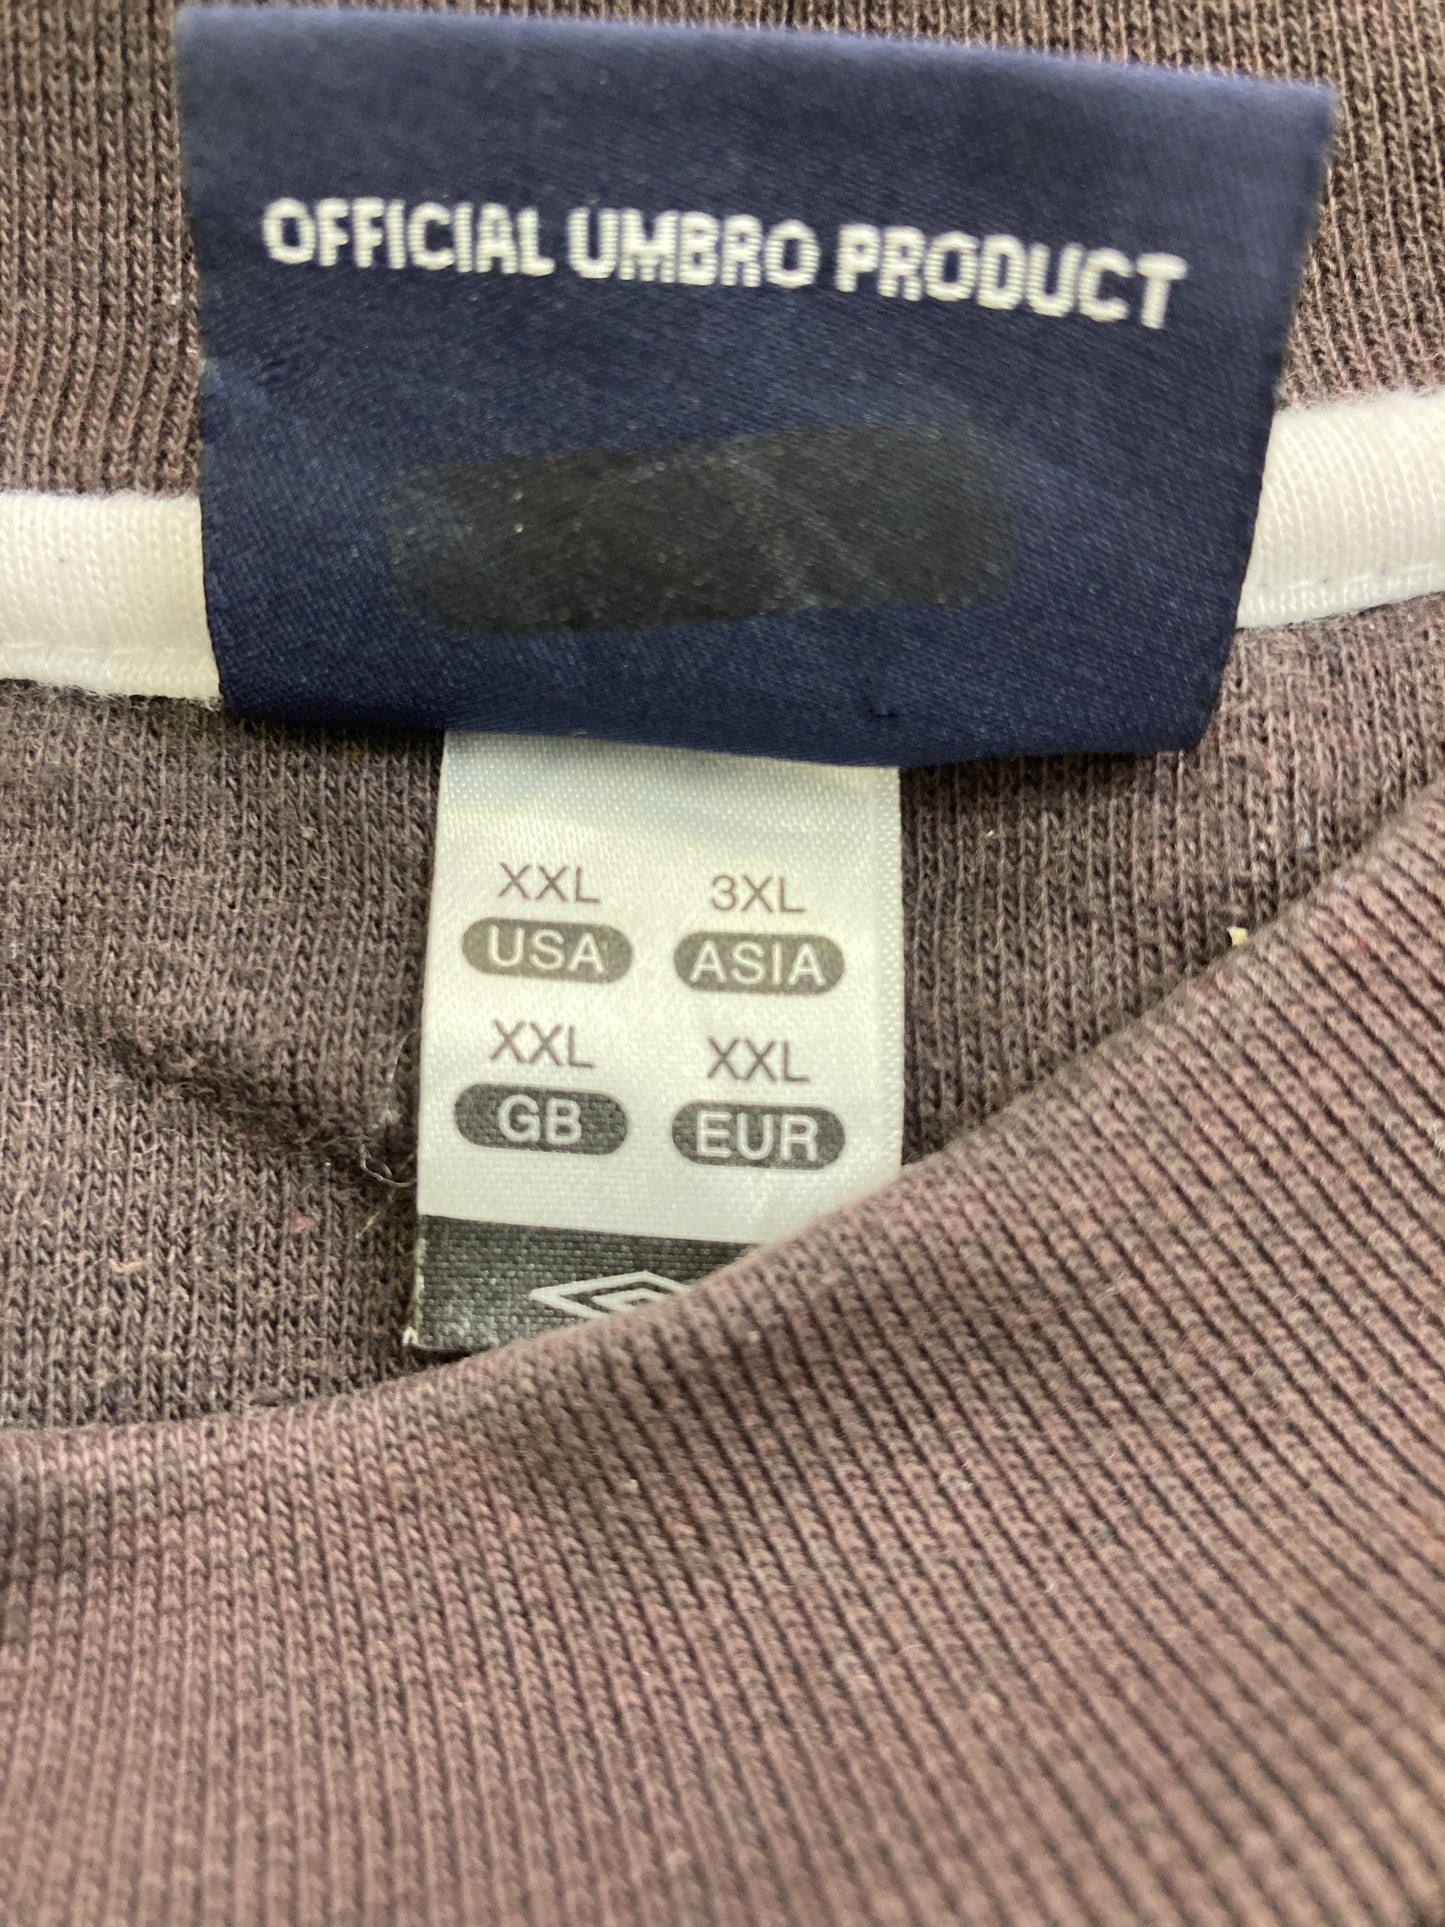 OFFICIAL UMBRO PRODUCT
XXL 3XL
USA ASIA
XXL XXL
GB EUR